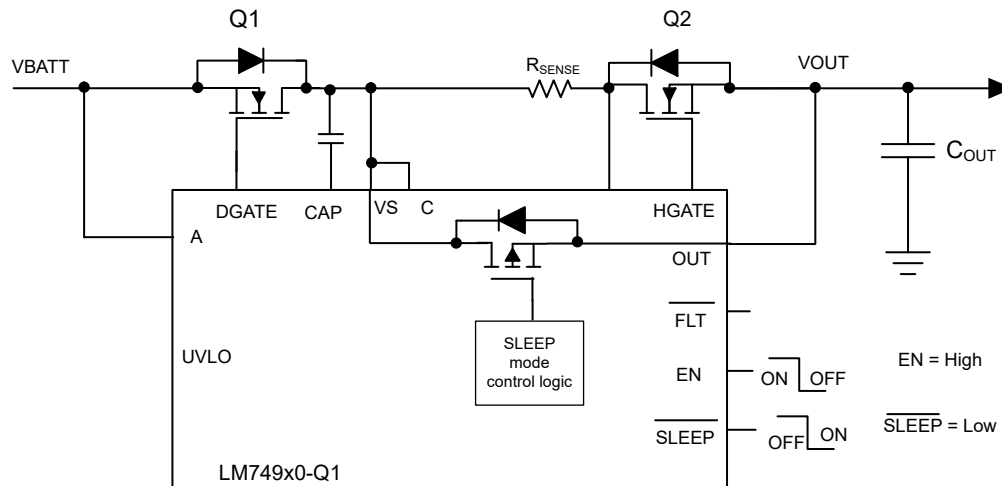 Q1
Q2
VBATT
RSENSE
VOUT
COUT
DGATE
CAP
VS
C
HGATE
A
OUT
FLT
SLEEP
mode
control logic
UVLO
EN
ON
OFF
EN = High
SLEEP
OFF
ON
SLEEP = Low
LM749x0-Q1